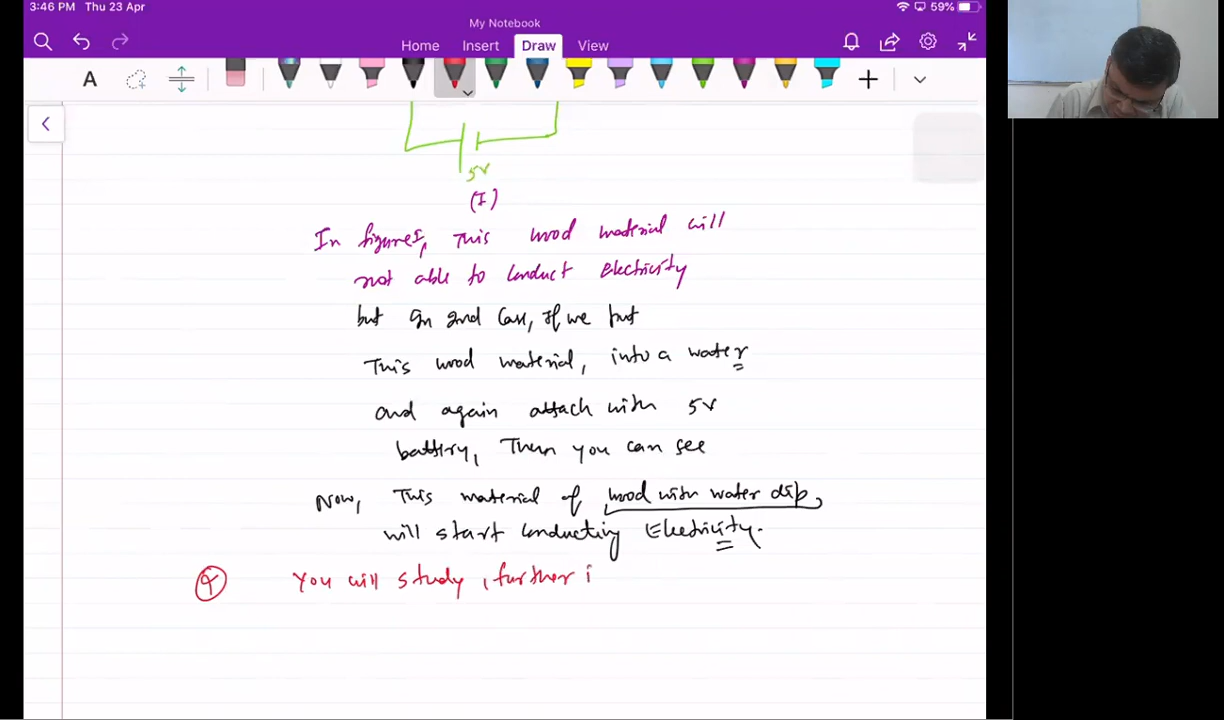 3:46 PM Thu 23 Apr
59%
My Notebook
Home Insert Draw View
A
5V
(I)
In figure I, This wood material will
not able to conduct Electricity
but In 2nd Case, If we put
This wood material, into a water
and again attach with 5V
battery, Then you can see
Now, This material of wood with water dip,
will start conducting Electricity.
You will study, further i